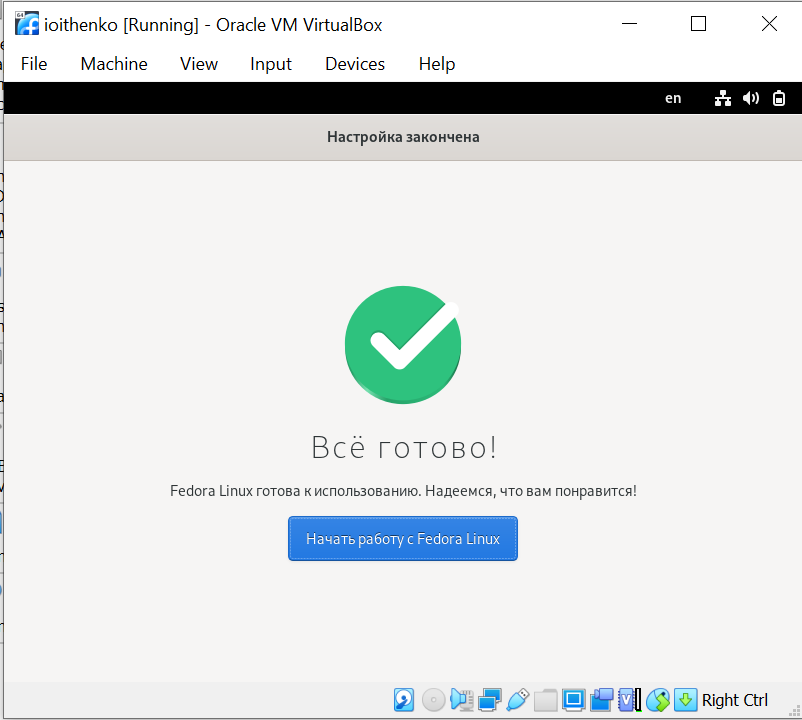 ioithenko [Running] - Oracle VM VirtualBox
File Machine View Input Devices Help
en
Настройка закончена
Всё готово!
Fedora Linux готова к использованию. Надеемся, что вам понравится!
Начать работу с Fedora Linux
Right Ctrl